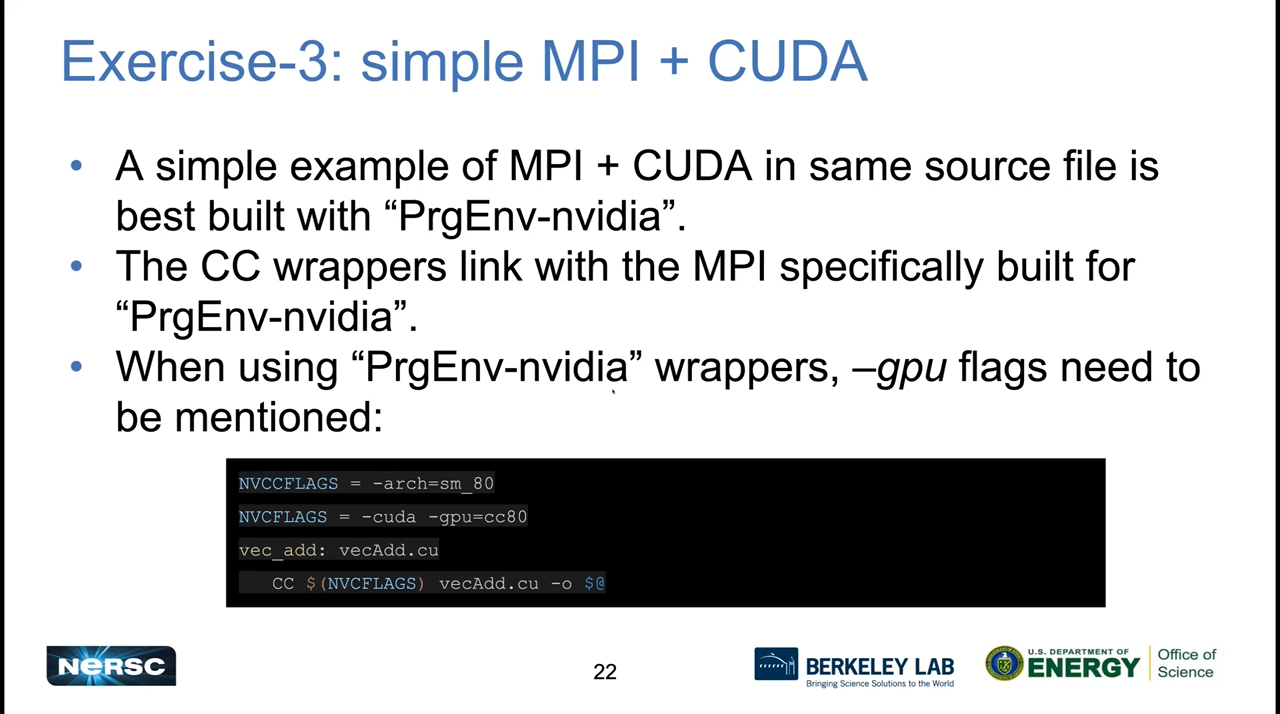 Exercise-3: simple MPI + CUDA
• A simple example of MPI + CUDA in same source file is
best built with “PrgEnv-nvidia”.
• The CC wrappers link with the MPI specifically built for
“PrgEnv-nvidia”.
• When using “PrgEnv-nvidia” wrappers, –gpu flags need to
be mentioned:
NVCCFLAGS = -arch=sm_80
NVCFLAGS = -cuda -gpu=cc80
vec_add: vecAdd.cu
CC $(NVCFLAGS) vecAdd.cu -o $@
NERSC
22
BERKELEY LAB
Bringing Science Solutions to the World
U.S. DEPARTMENT OF
ENERGY
Office of
Science